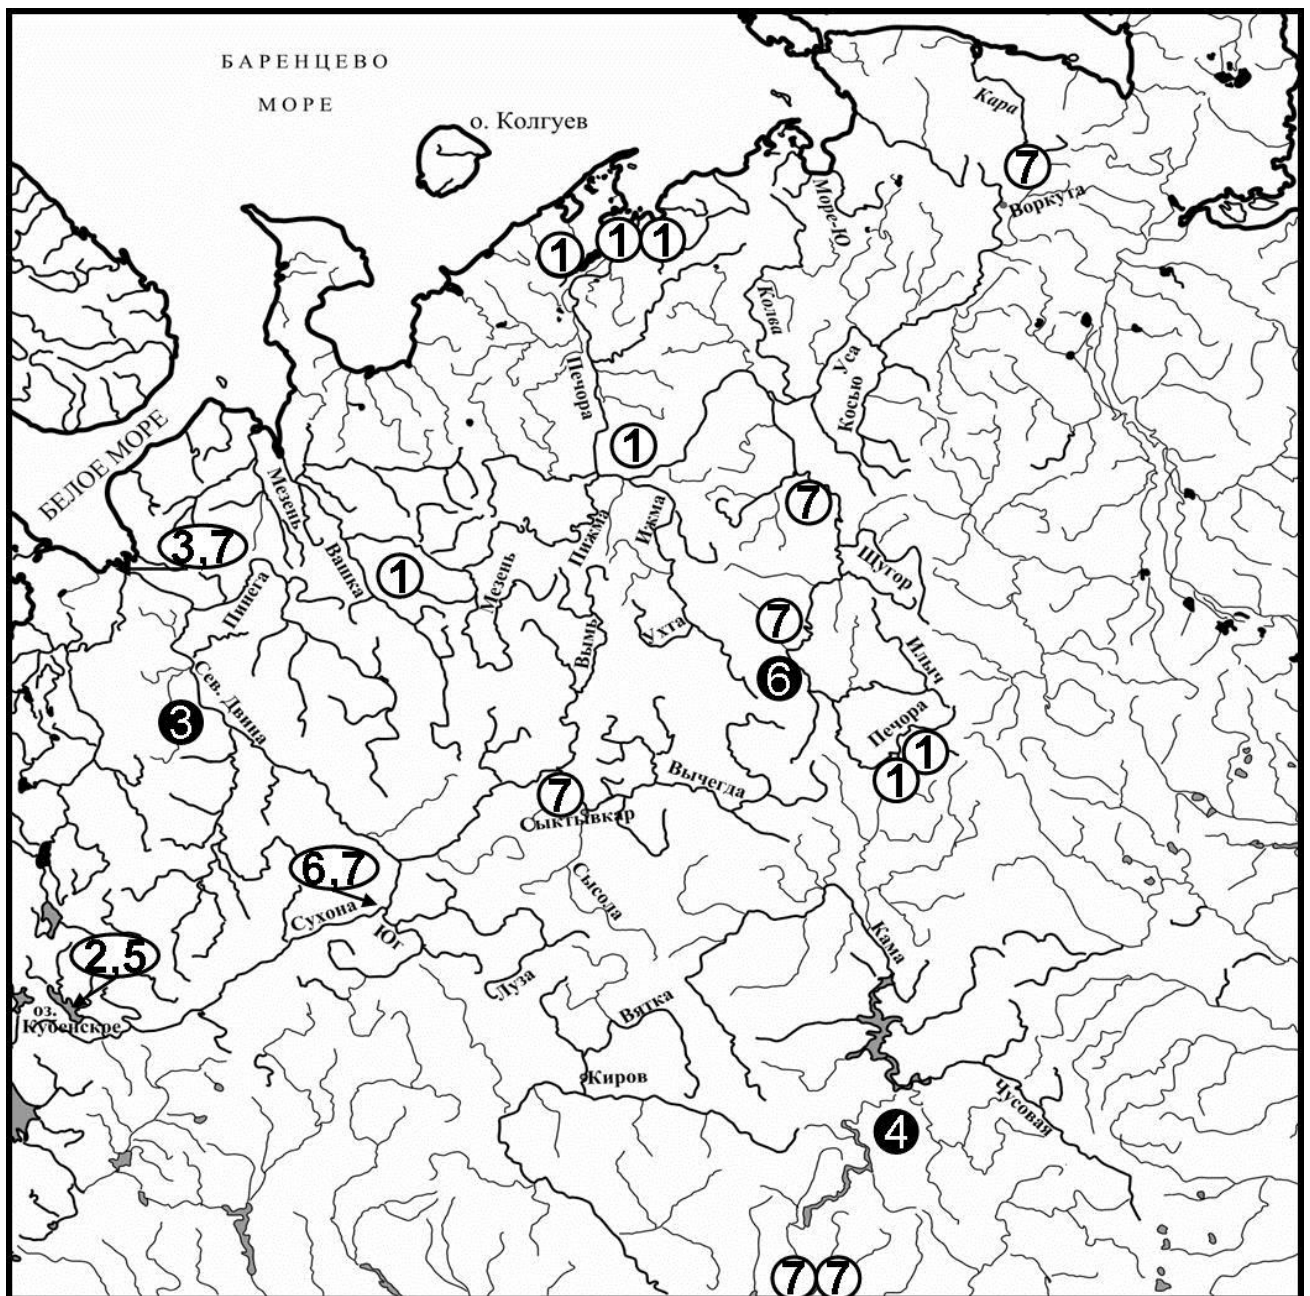 БАРЕНЦЕВО
МОРЕ
о. Колгуев
Кара
7
Воркута
Море-Ю
1
1
1
Колва
Уса
Косью
Печора
БЕЛОЕ МОРЕ
1
Мезень
7
3,7
Вашка
1
Мезень
Пижма
Ижма
Щугор
Пинега
7
Вымь
Ухта
Илыч
6
Сев. Двина
3
Печора
1
1
Вычегда
7
Сыктывкар
6,7
Сысола
Сухона
Юг
Кама
2,5
Луза
Вятка
оз.
Кубенскре
Киров
Чусовая
4
7
7